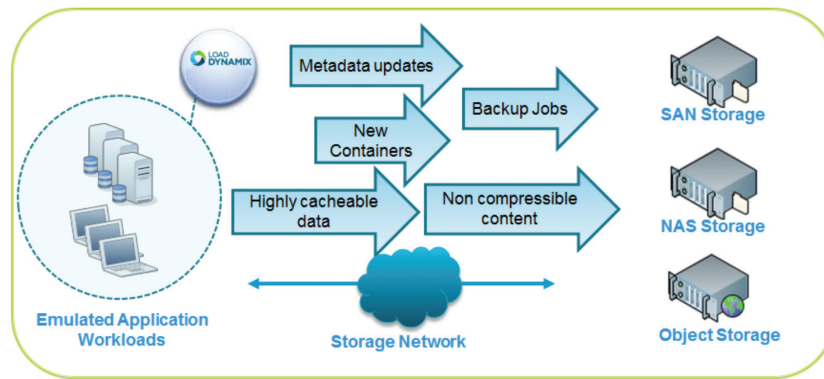 LOAD
DYNAMIX
Metadata updates
Backup Jobs
New
Containers
Highly cacheable
data
Non compressible
content
SAN Storage
NAS Storage
Object Storage
Emulated Application
Workloads
Storage Network